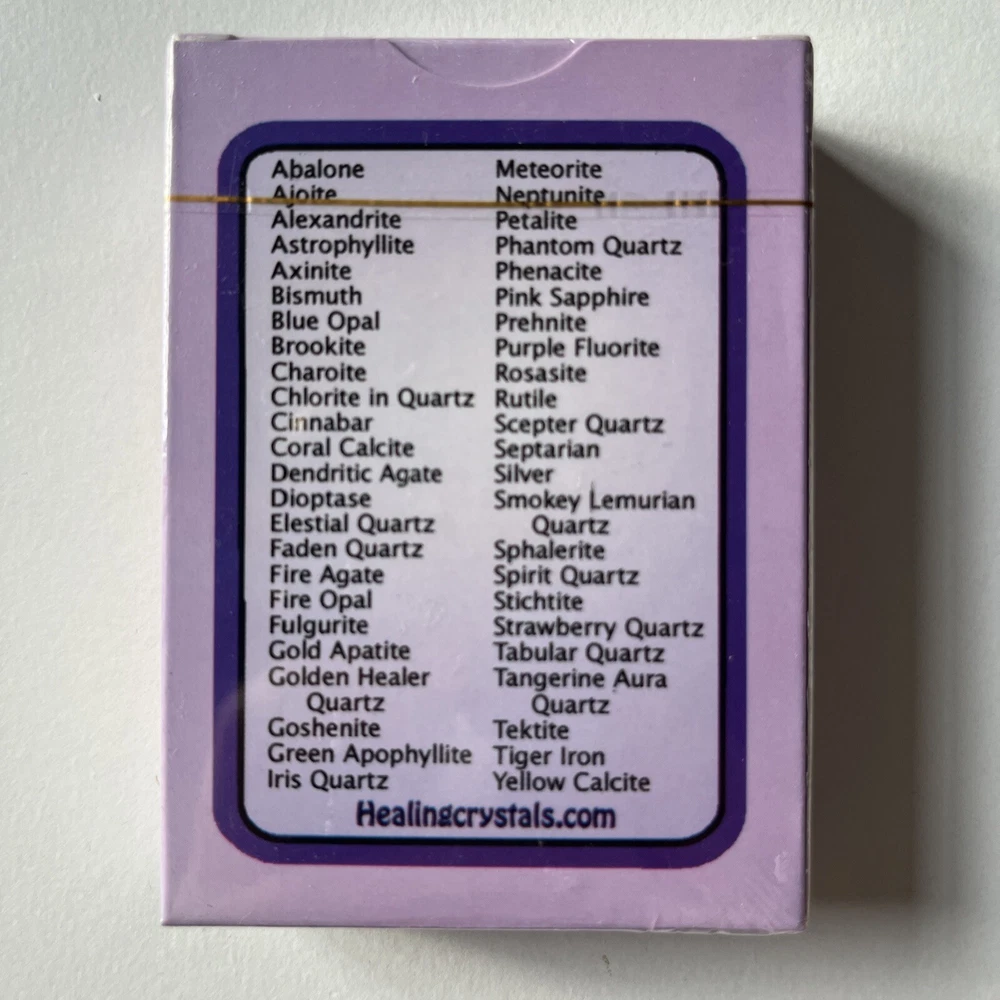 Abalone
Ajoite
Alexandrite
Astrophyllite
Axinite
Bismuth
Blue Opal
Brookite
Charoite
Chlorite in Quartz
Cinnabar
Coral Calcite
Dendritic Agate
Dioptase
Elestial Quartz
Faden Quartz
Fire Agate
Fire Opal
Fulgurite
Gold Apatite
Golden Healer
Quartz
Goshenite
Green Apophyllite
Iris Quartz
Meteorite
Neptunite
Petalite
Phantom Quartz
Phenacite
Pink Sapphire
Prehnite
Purple Fluorite
Rosasite
Rutile
Scepter Quartz
Septarian
Silver
Smokey Lemurian
Quartz
Sphalerite
Spirit Quartz
Stichtite
Strawberry Quartz
Tabular Quartz
Tangerine Aura
Quartz
Tektite
Tiger Iron
Yellow Calcite
Healingcrystals.com